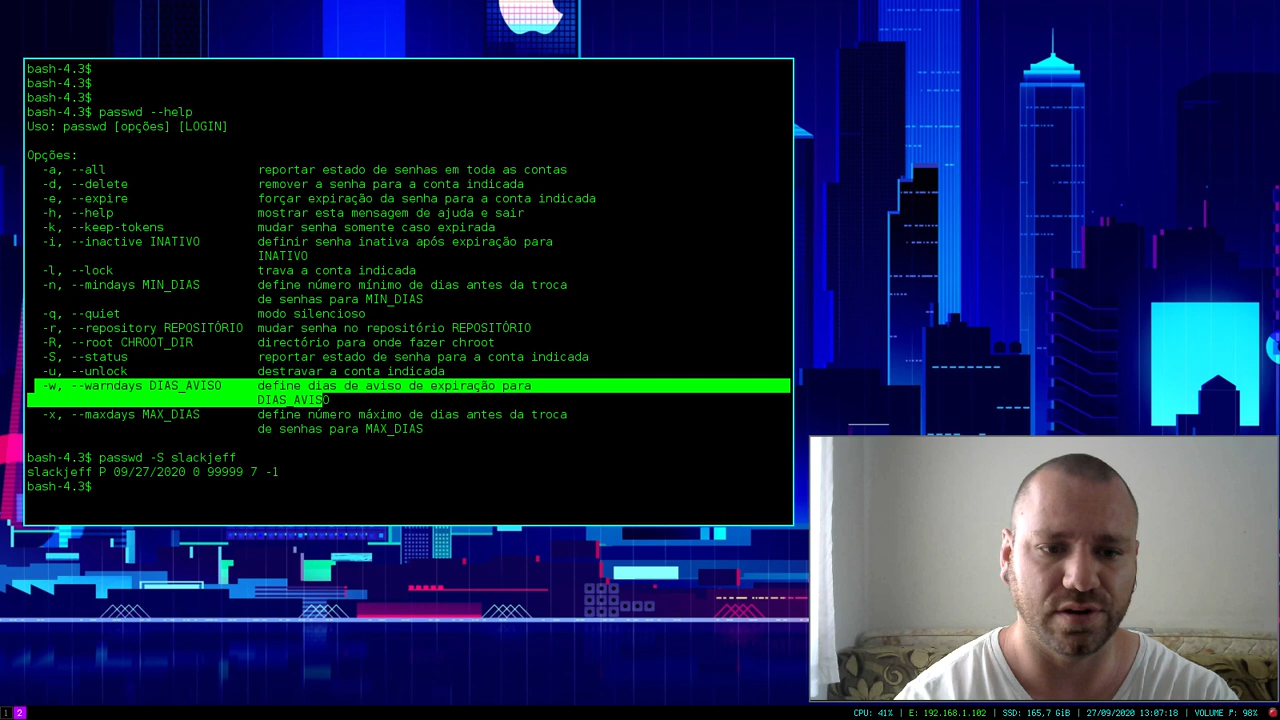 bash-4.3$
bash-4.3$
bash-4.3$
bash-4.3$ passwd --help
Uso: passwd [opções] [LOGIN]
Opções:
-a, --all reportar estado de senhas em toda as contas
-d, --delete remover a senha para a conta indicada
-e, --expire forçar expiração da senha para a conta indicada
-h, --help mostrar esta mensagem de ajuda e sair
-k, --keep-tokens mudar senha somente caso expirada
-i, --inactive INATIVO definir senha inativa após expiração para
INATIVO
-l, --lock trava a conta indicada
-n, --mindays MIN_DIAS define número mínimo de dias antes da troca
de senhas para MIN_DIAS
-q, --quiet modo silencioso
-r, --repository REPOSITÓRIO mudar senha no repositório REPOSITÓRIO
-R, --root CHROOT_DIR directório para onde fazer chroot
-S, --status reportar estado de senha para a conta indicada
-u, --unlock destravar a conta indicada
-w, --warndays DIAS_AVISO define dias de aviso de expiração para
DIAS_AVISO
-x, --maxdays MAX_DIAS define número máximo de dias antes da troca
de senhas para MAX_DIAS
bash-4.3$ passwd -S slackjeff
slackjeff P 09/27/2020 0 99999 7 -1
bash-4.3$
1 2 CPU: 41% | E: 192.168.1.102 | SSD: 165,7 GiB | 27/09/2020 13:07:18 | VOLUME : 98%